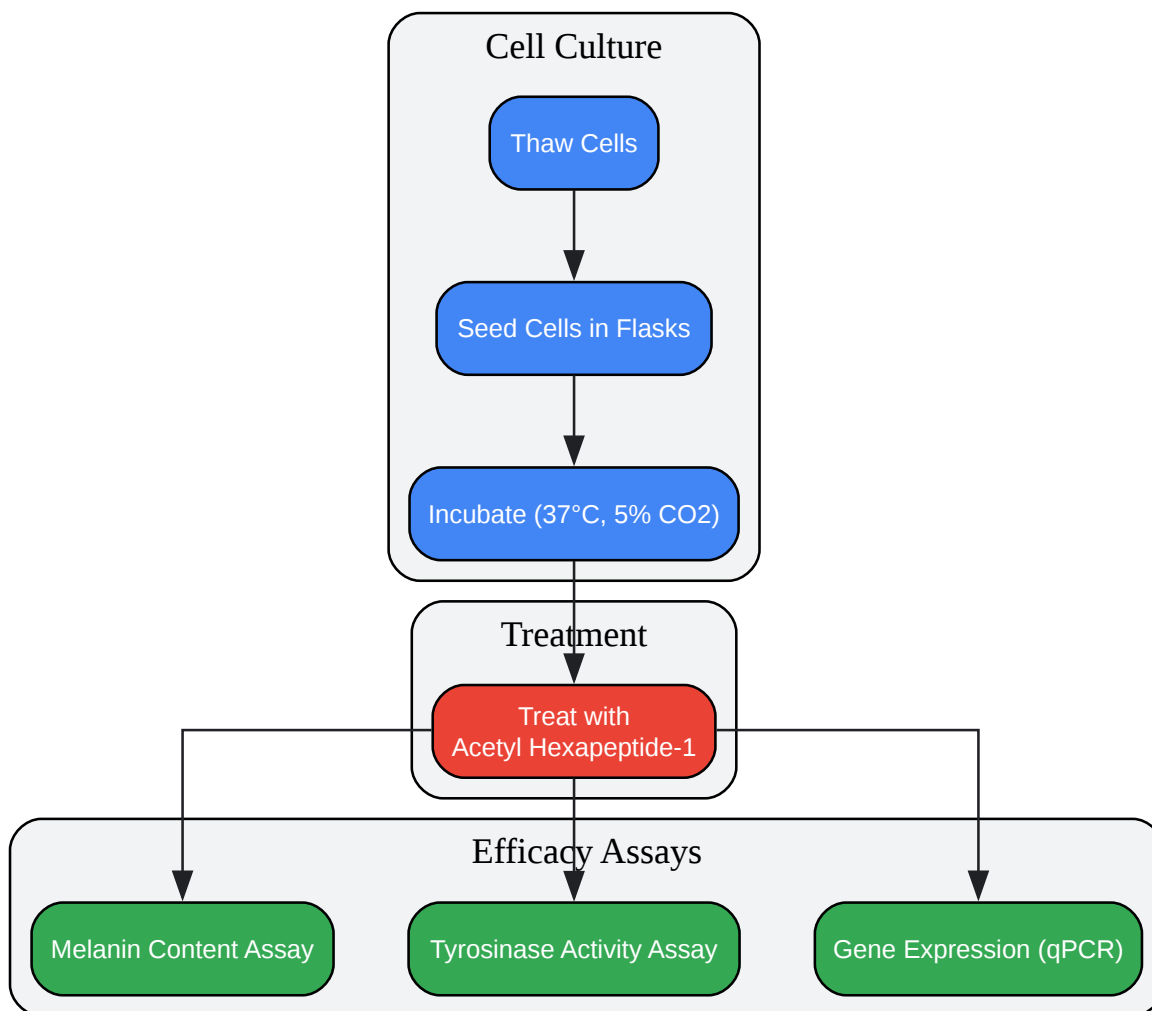 Cell Culture
Thaw Cells
Seed Cells in Flasks
Incubate (37°C, 5% CO2)
Treatment
Treat with
Acetyl Hexapeptide-1
Efficacy Assays
Melanin Content Assay
Tyrosinase Activity Assay
Gene Expression (qPCR)